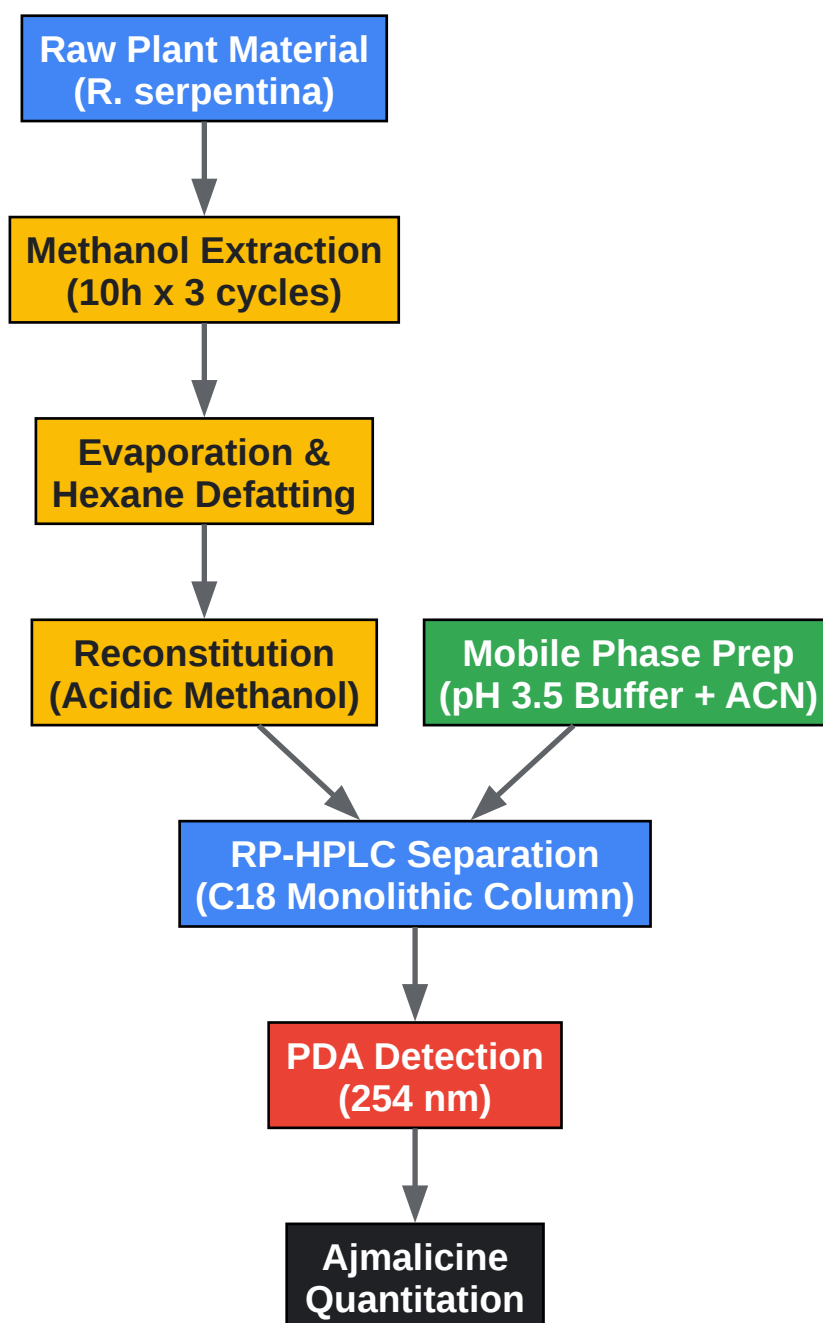 Raw Plant Material
(R. serpentina)
Methanol Extraction
(10h x 3 cycles)
Evaporation &
Hexane Defatting
Reconstitution
(Acidic Methanol)
Mobile Phase Prep
(pH 3.5 Buffer + ACN)
RP-HPLC Separation
(C18 Monolithic Column)
PDA Detection
(254 nm)
Ajmalicine
Quantitation